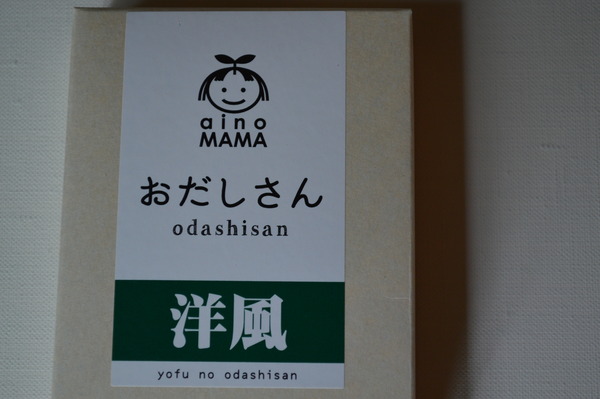 aino
MAMA
おだしさん
odashisan
洋風
yofu no odashisan